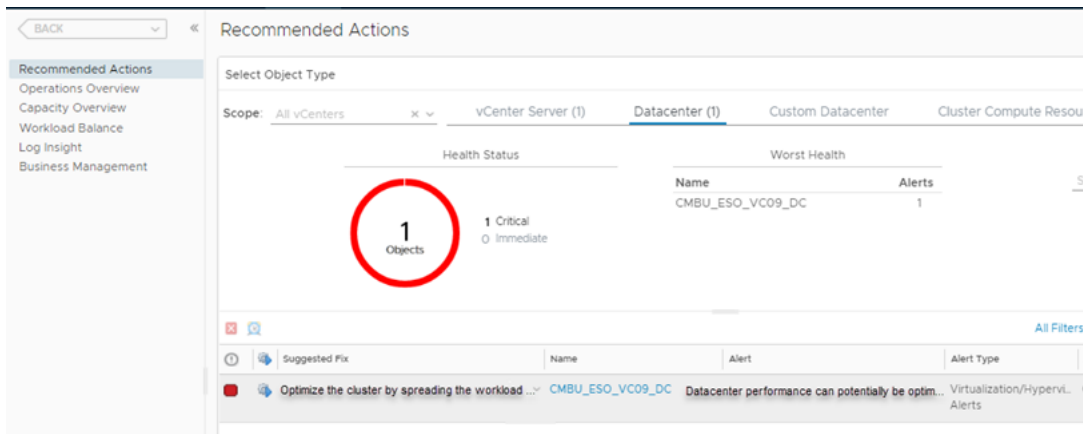 BACK
Recommended Actions
Operations Overview
Capacity Overview
Workload Balance
Log Insight
Business Management
Recommended Actions
Select Object Type
Scope: All vCenters
vCenter Server (1) Datacenter (1) Custom Datacenter Cluster Compute Resou
Health Status
1
Objects
1 Critical
0 Immediate
Worst Health
Name Alerts
CMBU_ESO_VC09_DC 1
S
All Filters
Suggested Fix Name Alert Alert Type
Optimize the cluster by spreading the workload ... CMBU_ESO_VC09_DC Datacenter performance can potentially be optim... Virtualization/Hypervi..
Alerts